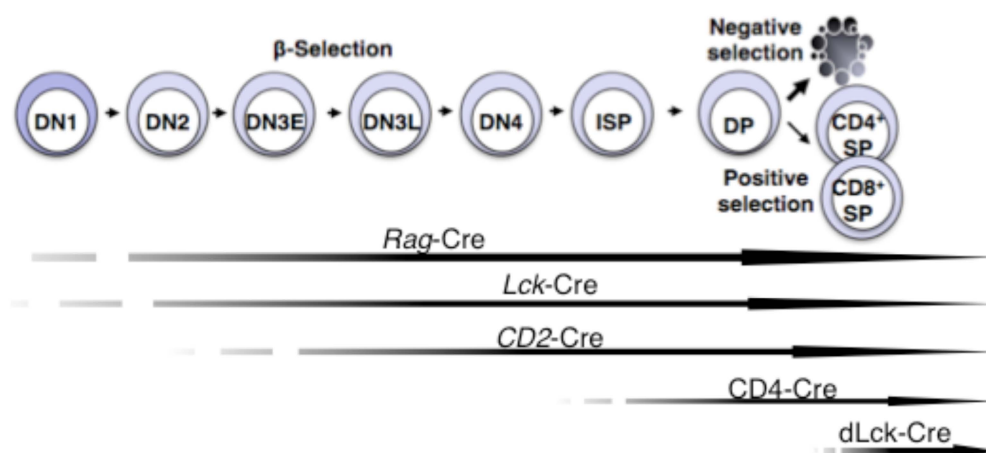 β-Selection
Negative
selection
DN1
DN2
DN3E
DN3L
DN4
ISP
DP
CD4⁺
SP
CD8⁺
SP
Positive
selection
Rag-Cre
Lck-Cre
CD2-Cre
CD4-Cre
dLck-Cre